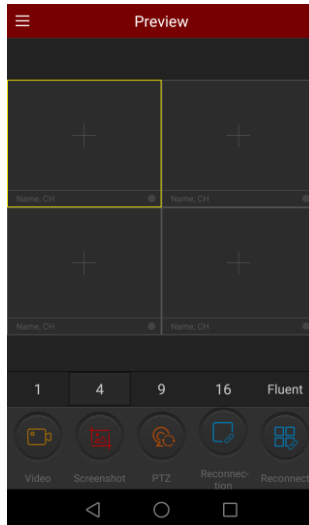 Preview
Name, CH Name, CH
Name, CH Name, CH
1 4 9 16 Fluent
Video Screenshot PTZ Reconnec- Reconnect
tion